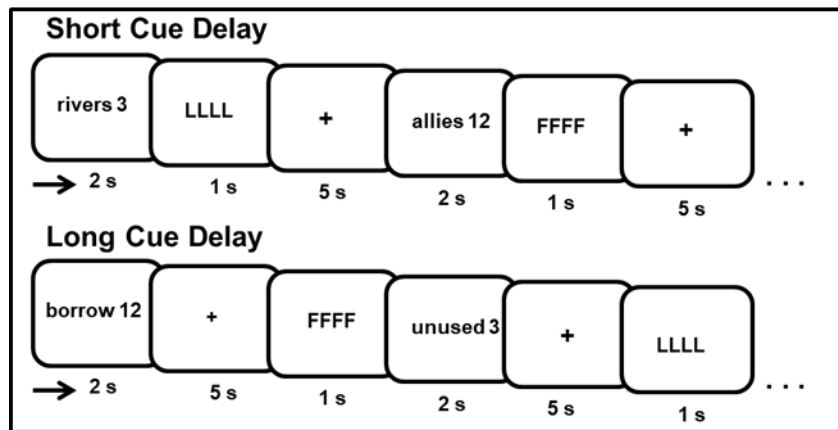 Short Cue Delay
rivers 3 LLLL + allies 12 FFFF +
2 s 1 s 5 s 2 s 1 s 5 s . . .
Long Cue Delay
borrow 12 + FFFF unused 3 + LLLL
2 s 5 s 1 s 2 s 5 s 1 s . . .